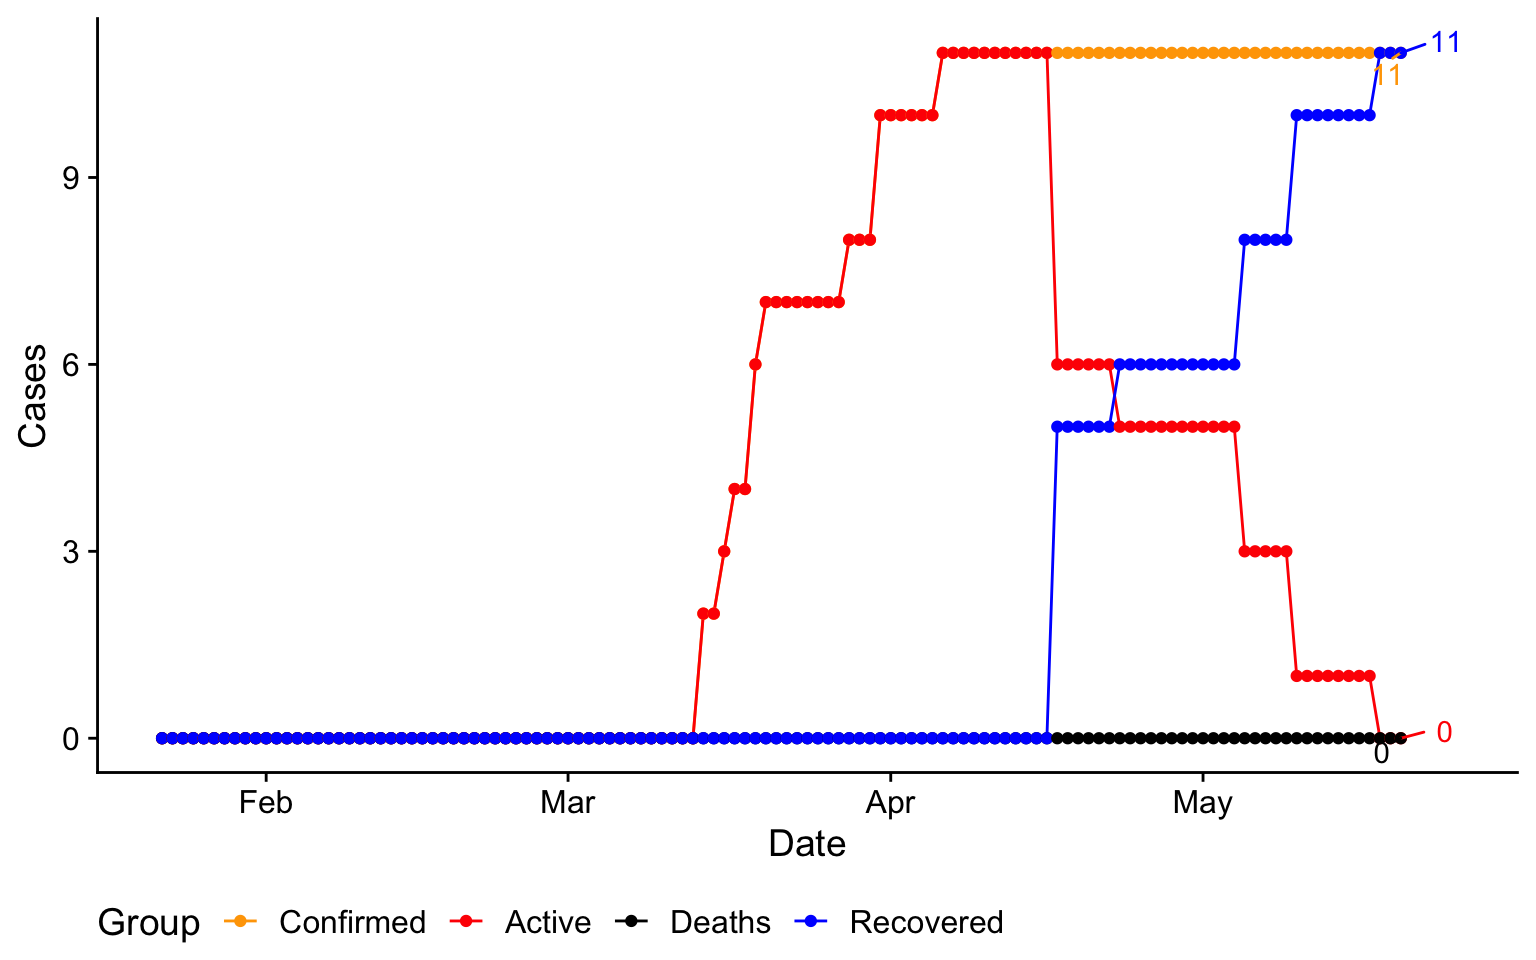 11
11
9
6
3
0
Cases
0
0
Feb Mar Apr May
Date
Group Confirmed Active Deaths Recovered